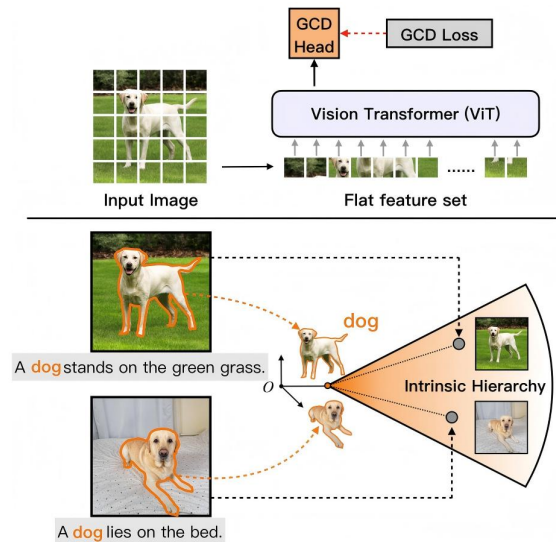 GCD
Head
GCD Loss
Vision Transformer (ViT)
......
Input Image
Flat feature set
dog
A dog stands on the green grass.
O
Intrinsic Hierarchy
A dog lies on the bed.